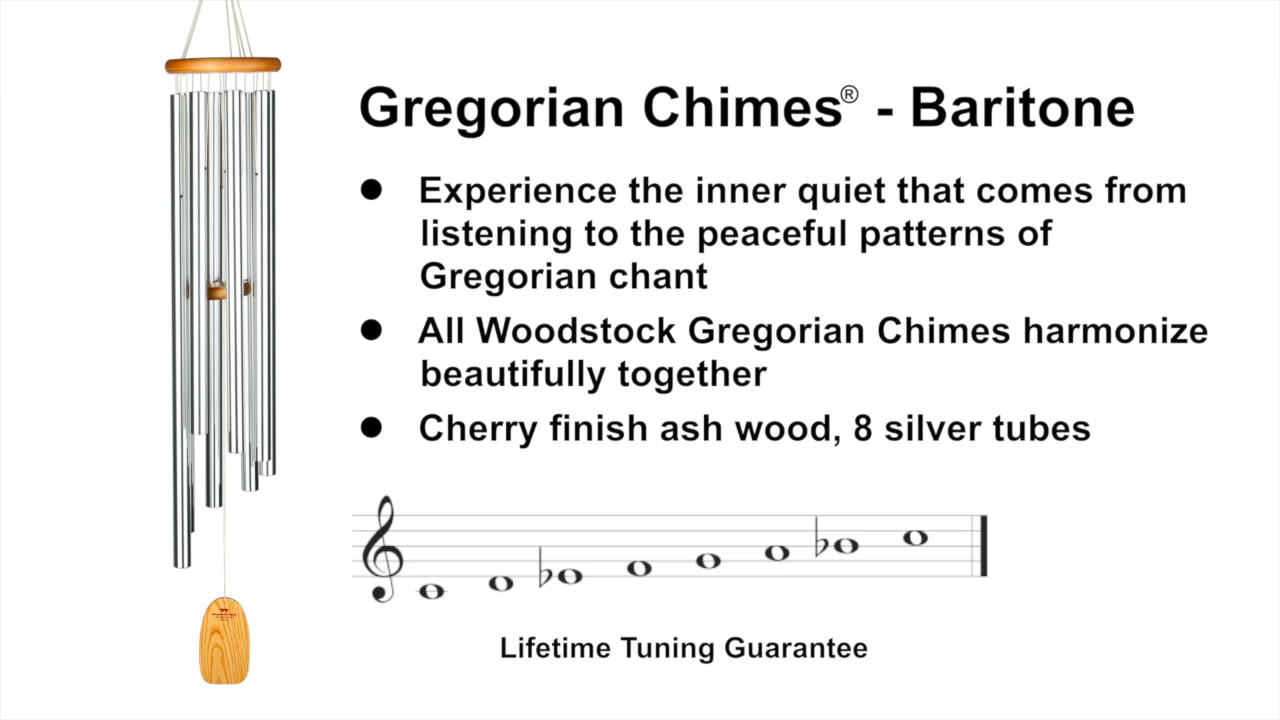 Gregorian Chimes® - Baritone
● Experience the inner quiet that comes from
listening to the peaceful patterns of
Gregorian chant
● All Woodstock Gregorian Chimes harmonize
beautifully together
● Cherry finish ash wood, 8 silver tubes
Lifetime Tuning Guarantee